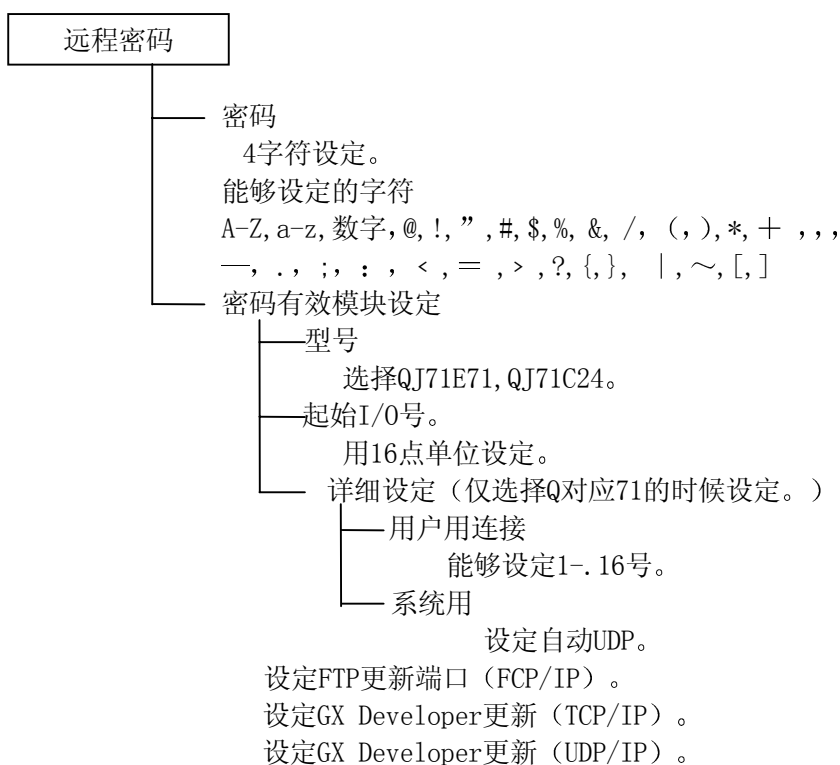 远程密码
密码
4字符设定。
能够设定的字符
A-Z,a-z,数字,@,!,”,#,$,%, &, /, (,),*,＋ ,,,
—, ., ;, : , < ,＝ ,> ,?,{,}, |,～,[,]
密码有效模块设定
型号
选择QJ71E71,QJ71C24。
起始I/O号。
用16点单位设定。
详细设定（仅选择Q对应71的时候设定。）
用户用连接
能够设定1-.16号。
系统用
设定自动UDP。
设定FTP更新端口（FCP/IP）。
设定GX Developer更新（TCP/IP）。
设定GX Developer更新（UDP/IP）。